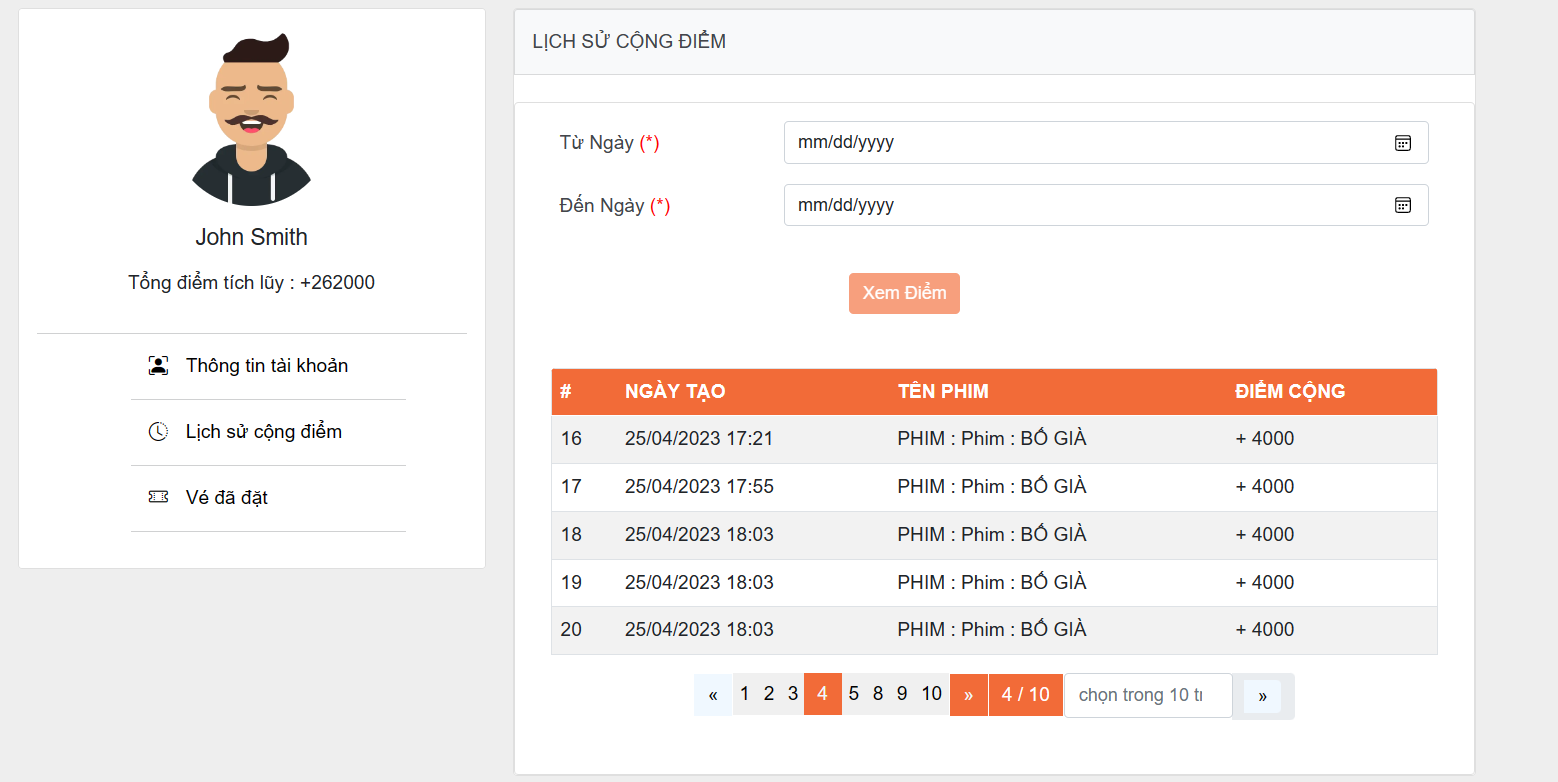 John Smith
Tổng điểm tích lũy : +262000
Thông tin tài khoản
Lịch sử cộng điểm
Vé đã đặt
LỊCH SỬ CỘNG ĐIỂM
Từ Ngày (*) mm/dd/yyyy
Đến Ngày (*) mm/dd/yyyy
Xem Điểm
# NGÀY TẠO TÊN PHIM ĐIỂM CỘNG
16 25/04/2023 17:21 PHIM : Phim : BỐ GIÀ + 4000
17 25/04/2023 17:55 PHIM : Phim : BỐ GIÀ + 4000
18 25/04/2023 18:03 PHIM : Phim : BỐ GIÀ + 4000
19 25/04/2023 18:03 PHIM : Phim : BỐ GIÀ + 4000
20 25/04/2023 18:03 PHIM : Phim : BỐ GIÀ + 4000
« 1 2 3 4 5 6 7 8 9 10 » 4 / 10 chọn trong 10 tı »